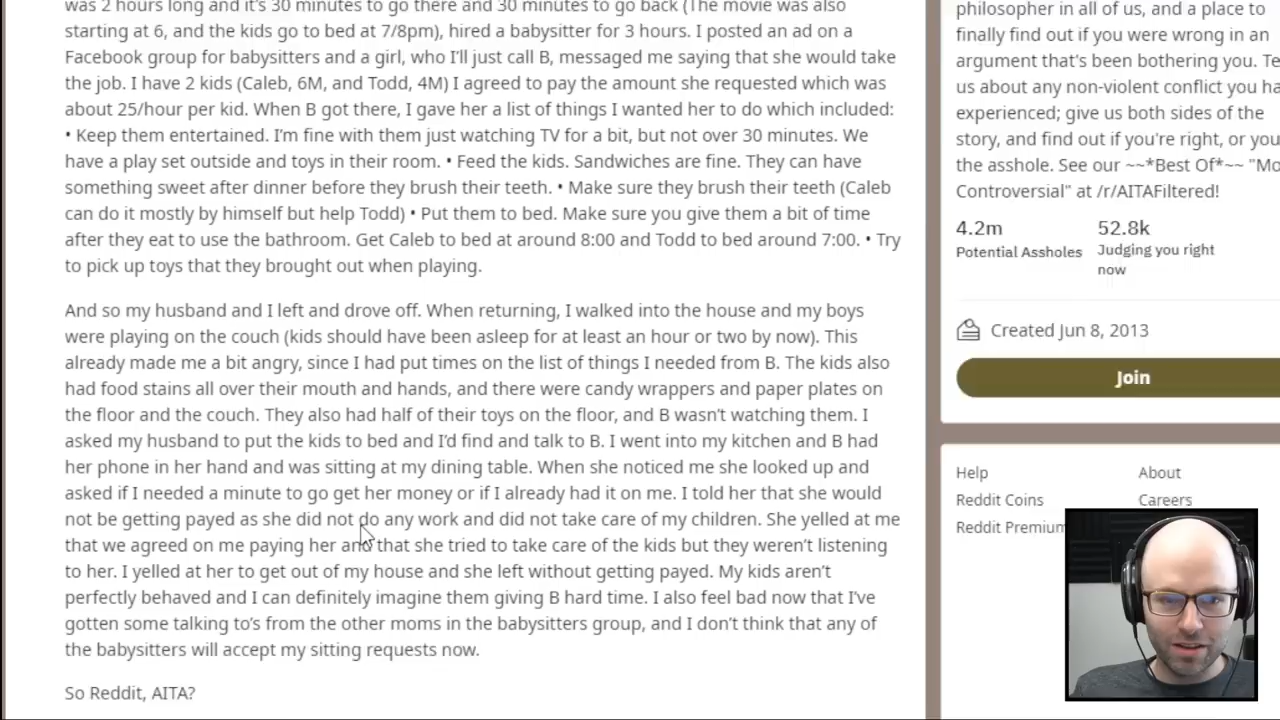 was 2 hours long and it's 30 minutes to go there and 30 minutes to go back (The movie was also
starting at 6, and the kids go to bed at 7/8pm), hired a babysitter for 3 hours. I posted an ad on a
Facebook group for babysitters and a girl, who I'll just call B, messaged me saying that she would take
the job. I have 2 kids (Caleb, 6M, and Todd, 4M) I agreed to pay the amount she requested which was
about 25/hour per kid. When B got there, I gave her a list of things I wanted her to do which included:
• Keep them entertained. I'm fine with them just watching TV for a bit, but not over 30 minutes. We
have a play set outside and toys in their room. • Feed the kids. Sandwiches are fine. They can have
something sweet after dinner before they brush their teeth. • Make sure they brush their teeth (Caleb
can do it mostly by himself but help Todd) • Put them to bed. Make sure you give them a bit of time
after they eat to use the bathroom. Get Caleb to bed at around 8:00 and Todd to bed around 7:00. • Try
to pick up toys that they brought out when playing.
And so my husband and I left and drove off. When returning, I walked into the house and my boys
were playing on the couch (kids should have been asleep for at least an hour or two by now). This
already made me a bit angry, since I had put times on the list of things I needed from B. The kids also
had food stains all over their mouth and hands, and there were candy wrappers and paper plates on
the floor and the couch. They also had half of their toys on the floor, and B wasn't watching them. I
asked my husband to put the kids to bed and I'd find and talk to B. I went into my kitchen and B had
her phone in her hand and was sitting at my dining table. When she noticed me she looked up and
asked if I needed a minute to go get her money or if I already had it on me. I told her that she would
not be getting payed as she did not do any work and did not take care of my children. She yelled at me
that we agreed on me paying her and that she tried to take care of the kids but they weren't listening
to her. I yelled at her to get out of my house and she left without getting payed. My kids aren't
perfectly behaved and I can definitely imagine them giving B hard time. I also feel bad now that I've
gotten some talking to's from the other moms in the babysitters group, and I don't think that any of
the babysitters will accept my sitting requests now.
So Reddit, AITA?
philosopher in all of us, and a place to
finally find out if you were wrong in an
argument that's been bothering you. Te
us about any non-violent conflict you ha
experienced; give us both sides of the
story, and find out if you're right, or you
the asshole. See our ~~*Best Of*~~ "Mo
Controversial" at /r/AITAFiltered!
4.2m 52.8k
Potential Assholes Judging you right
now
Created Jun 8, 2013
Join
Help About
Reddit Coins Careers
Reddit Premium